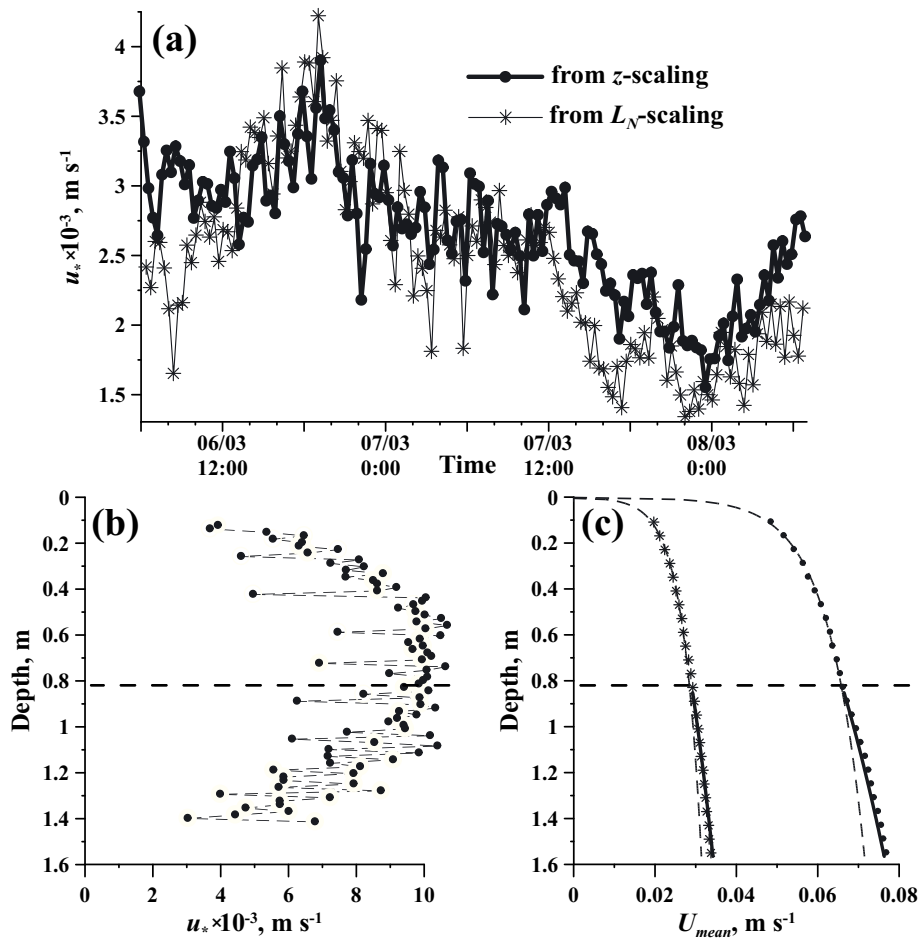 (a)
from z-scaling
from L_N-scaling
4
3.5
3
2.5
2
1.5
u*×10⁻³, m s⁻¹
06/03 07/03 07/03 08/03
12:00 0:00 12:00 0:00
Time
(b)
0
0.2
0.4
0.6
0.8
1
1.2
1.4
1.6
Depth, m
0 2 4 6 8 10
u*×10⁻³, m s⁻¹
(c)
0
0.2
0.4
0.6
0.8
1
1.2
1.4
1.6
Depth, m
0 0.02 0.04 0.06 0.08
U_mean, m s⁻¹